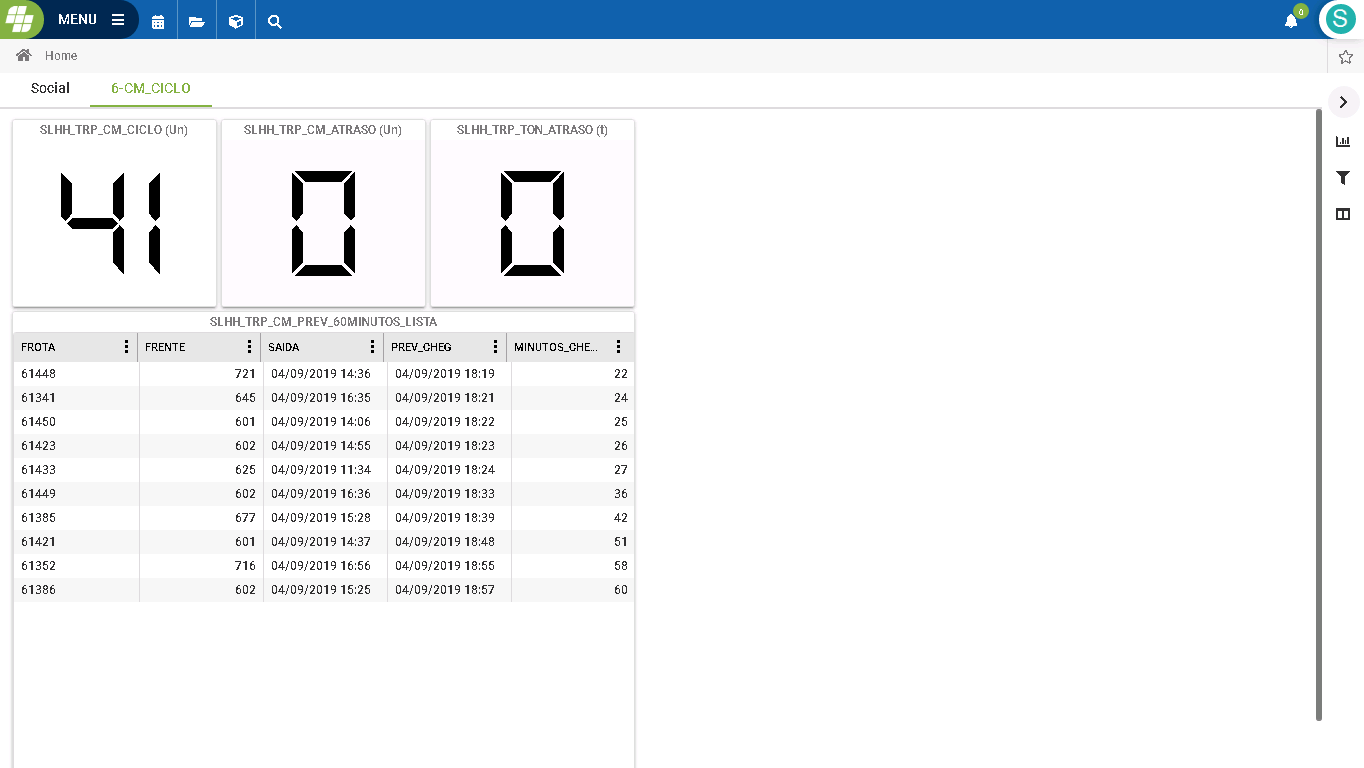 MENU
0
S
Home
Social 6-CM_CICLO
SLHH_TRP_CM_CICLO (Un) SLHH_TRP_CM_ATRASO (Un) SLHH_TRP_TON_ATRASO (t)
41 0 0
SLHH_TRP_CM_PREV_60MINUTOS_LISTA
FROTA FRENTE SAIDA PREV_CHEG MINUTOS_CHE...
61448 721 04/09/2019 14:36 04/09/2019 18:19 22
61341 645 04/09/2019 16:35 04/09/2019 18:21 24
61450 601 04/09/2019 14:06 04/09/2019 18:22 25
61423 602 04/09/2019 14:55 04/09/2019 18:23 26
61433 625 04/09/2019 11:34 04/09/2019 18:24 27
61449 602 04/09/2019 16:36 04/09/2019 18:33 36
61385 677 04/09/2019 15:28 04/09/2019 18:39 42
61421 601 04/09/2019 14:37 04/09/2019 18:48 51
61352 716 04/09/2019 16:56 04/09/2019 18:55 58
61386 602 04/09/2019 15:25 04/09/2019 18:57 60